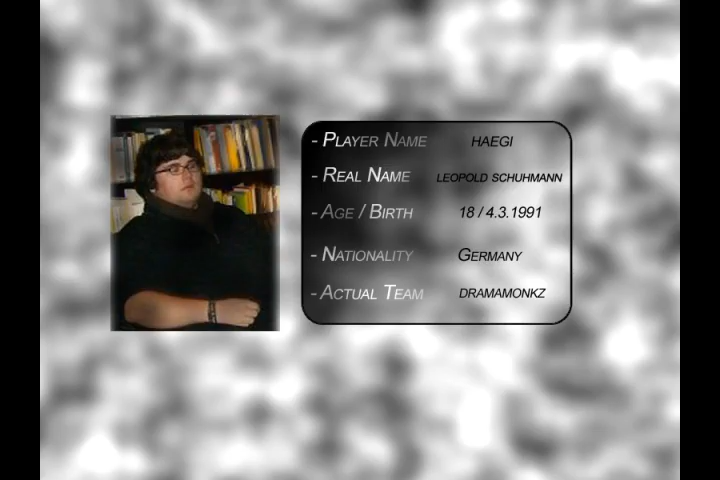 - PLAYER NAME HAEGI
- REAL NAME LEOPOLD SCHUHMANN
- AGE / BIRTH 18 / 4.3.1991
- NATIONALITY GERMANY
- ACTUAL TEAM DRAMAMONKZ